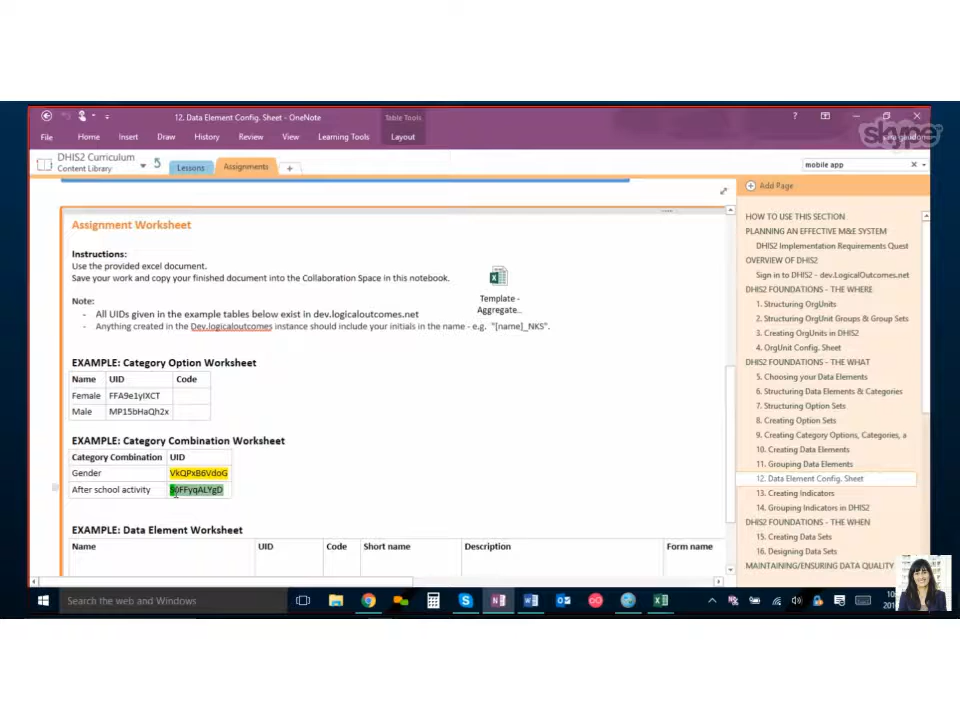 12. Data Element Config. Sheet - OneNote
Table Tools
?
File
Home
Insert
Draw
History
Review
View
Learning Tools
Layout
skype
DHIS2 Curriculum
Content Library
Lessons
Assignments
+
mobile app
Add Page
Assignment Worksheet
Instructions:
Use the provided excel document.
Save your work and copy your finished document into the Collaboration Space in this notebook.
Template -
Aggregate...
Note:
- All UIDs given in the example tables below exist in dev.logicaloutcomes.net
- Anything created in the Dev.logicaloutcomes instance should include your initials in the name - e.g. "[name]_NKS".
EXAMPLE: Category Option Worksheet
Name UID Code
Female FFA9e1yIXCT
Male MP15bHaQh2x
EXAMPLE: Category Combination Worksheet
Category Combination UID
Gender VkQPxB6VdoG
After school activity
EXAMPLE: Data Element Worksheet
Name UID Code Short name Description Form name
HOW TO USE THIS SECTION
PLANNING AN EFFECTIVE M&E SYSTEM
DHIS2 Implementation Requirements Quest
OVERVIEW OF DHIS2
Sign in to DHIS2 - dev.LogicalOutcomes.net
DHIS2 FOUNDATIONS - THE WHERE
1. Structuring OrgUnits
2. Structuring OrgUnit Groups & Group Sets
3. Creating OrgUnits in DHIS2
4. OrgUnit Config. Sheet
DHIS2 FOUNDATIONS - THE WHAT
5. Choosing your Data Elements
6. Structuring Data Elements & Categories
7. Structuring Option Sets
8. Creating Option Sets
9. Creating Category Options, Categories, a
10. Creating Data Elements
11. Grouping Data Elements
12. Data Element Config. Sheet
13. Creating Indicators
14. Grouping Indicators in DHIS2
DHIS2 FOUNDATIONS - THE WHEN
15. Creating Data Sets
16. Designing Data Sets
MAINTAINING/ENSURING DATA QUALITY
Search the web and Windows